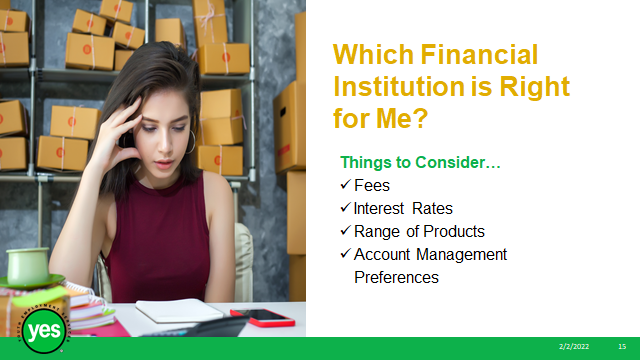 Which Financial
Institution is Right
for Me?
Things to Consider…
✓ Fees
✓ Interest Rates
✓ Range of Products
✓ Account Management
Preferences
yes
2/2/2022
15